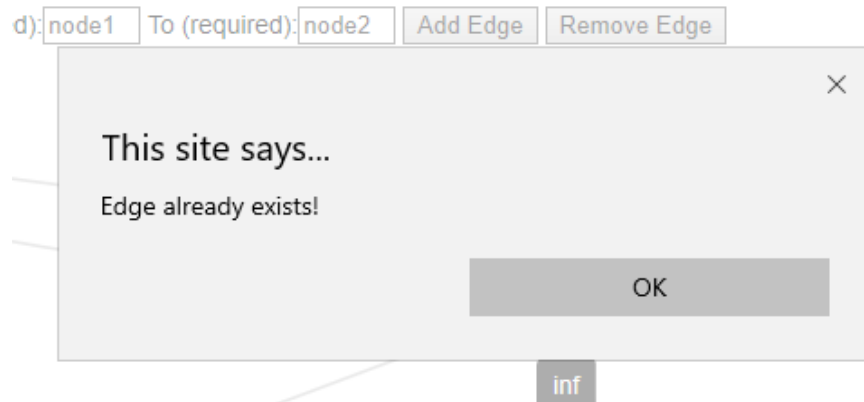 d): node1 To (required): node2 Add Edge Remove Edge
This site says...
Edge already exists!
OK
inf